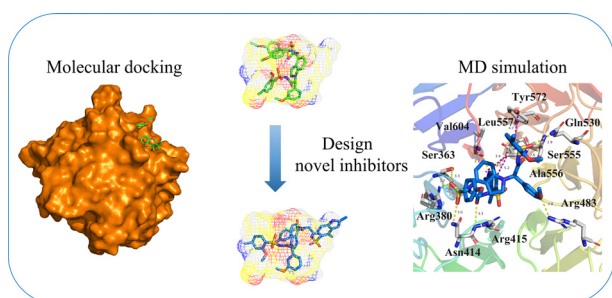 Molecular docking
Design
novel inhibitors
MD simulation
Tyr572
Val604
Leu557
Gln530
Ser363
Ser555
Ala556
Arg380
Arg483
Arg415
Asn414